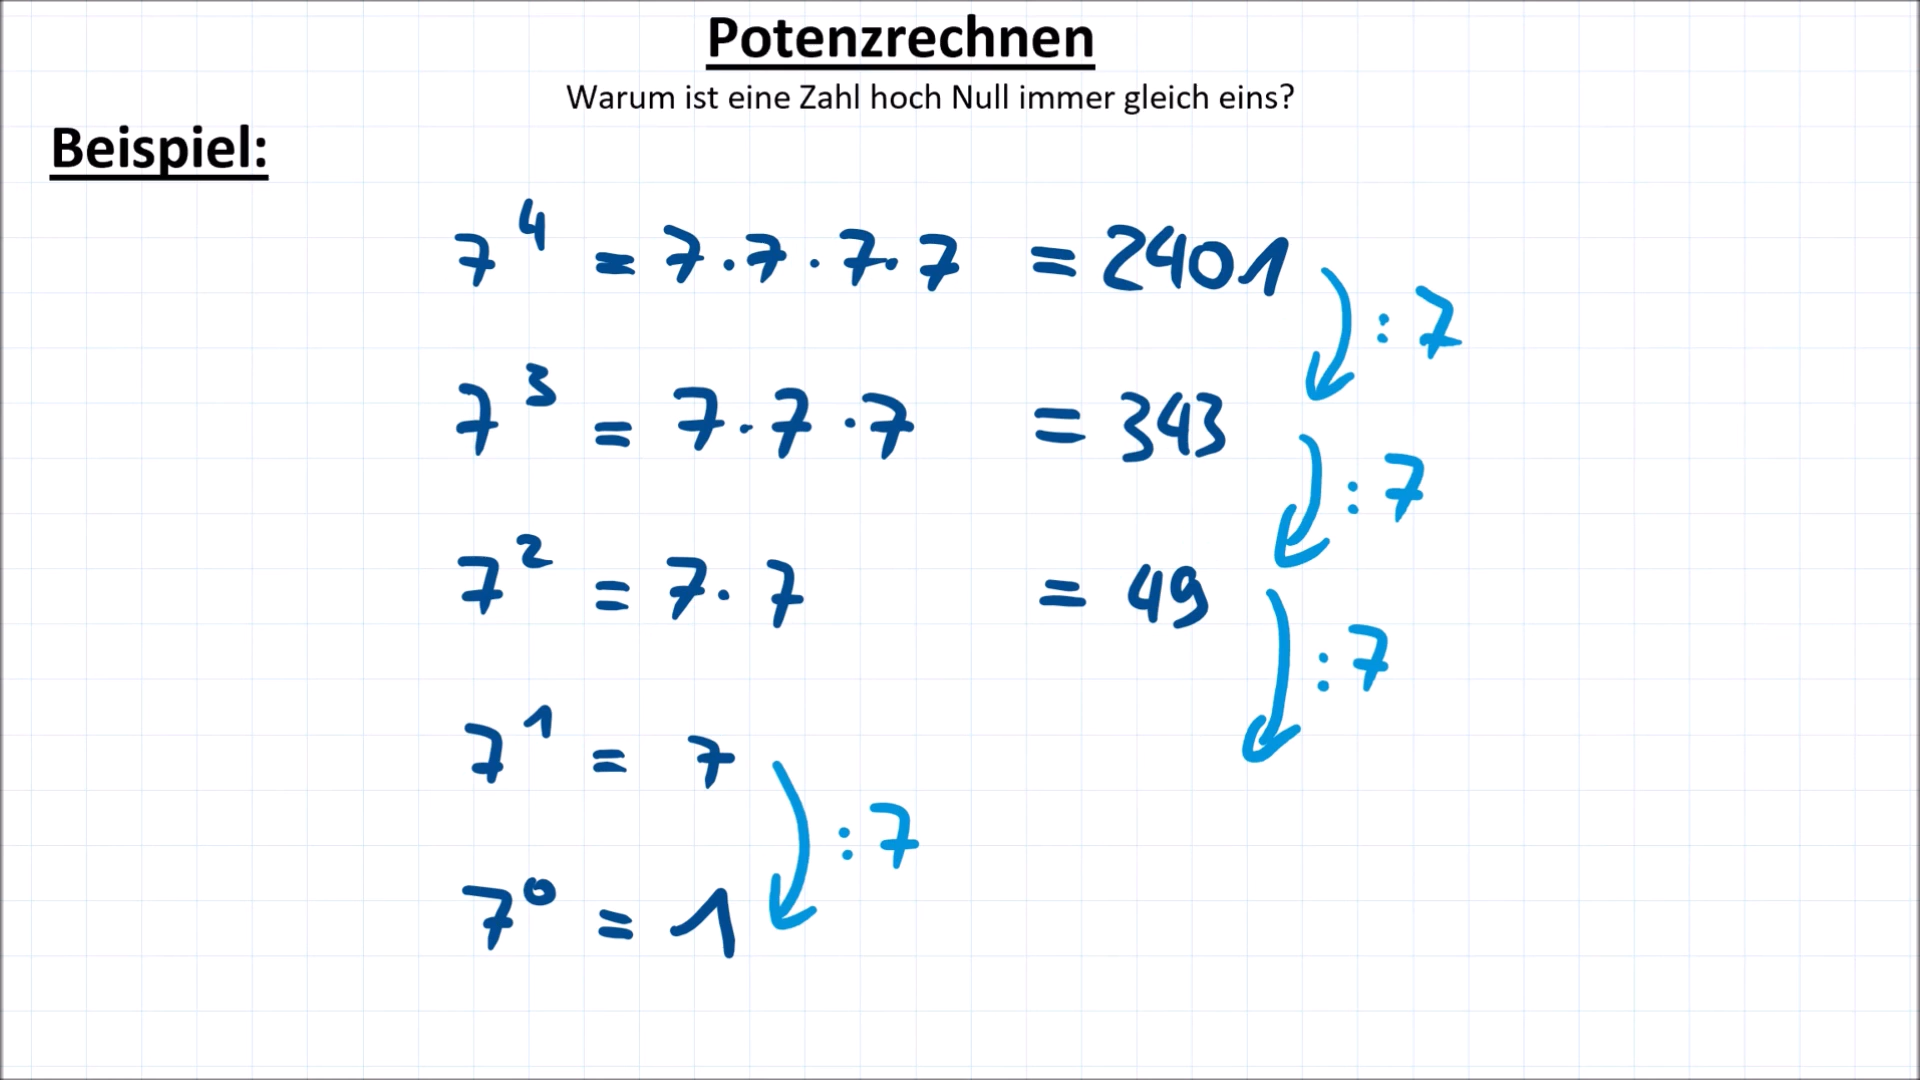 Potenzrechnen
Warum ist eine Zahl hoch Null immer gleich eins?
Beispiel:
7⁴ = 7·7·7·7 = 2401
:7
7³ = 7·7·7 = 343
:7
7² = 7·7 = 49
:7
7¹ = 7
:7
7⁰ = 1